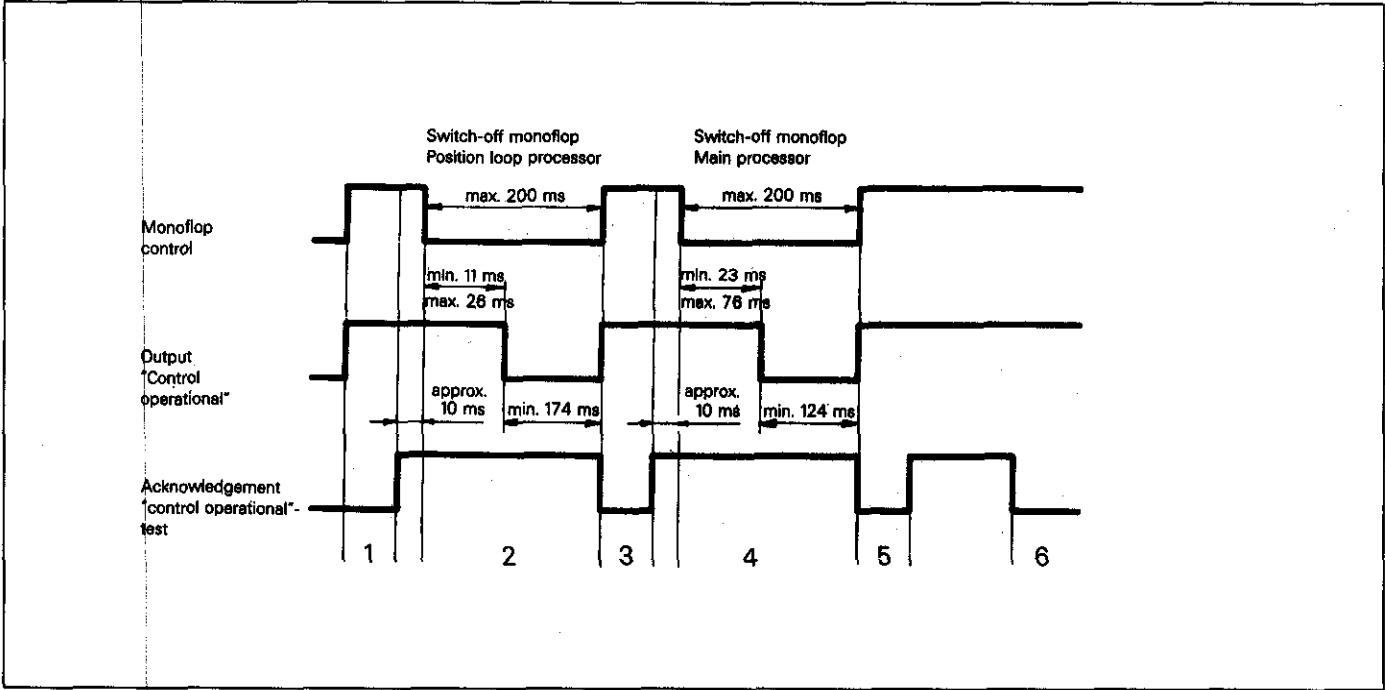 Switch-off monoflop
Position loop processor
Switch-off monoflop
Main processor
max. 200 ms
max. 200 ms
Monoflop
control
min. 11 ms
max. 26 ms
min. 23 ms
max. 76 ms
Output
"Control
operational"
approx.
10 ms
min. 174 ms
approx.
10 ms
min. 124 ms
Acknowledgement
"control operational"-
test
1
2
3
4
5
6